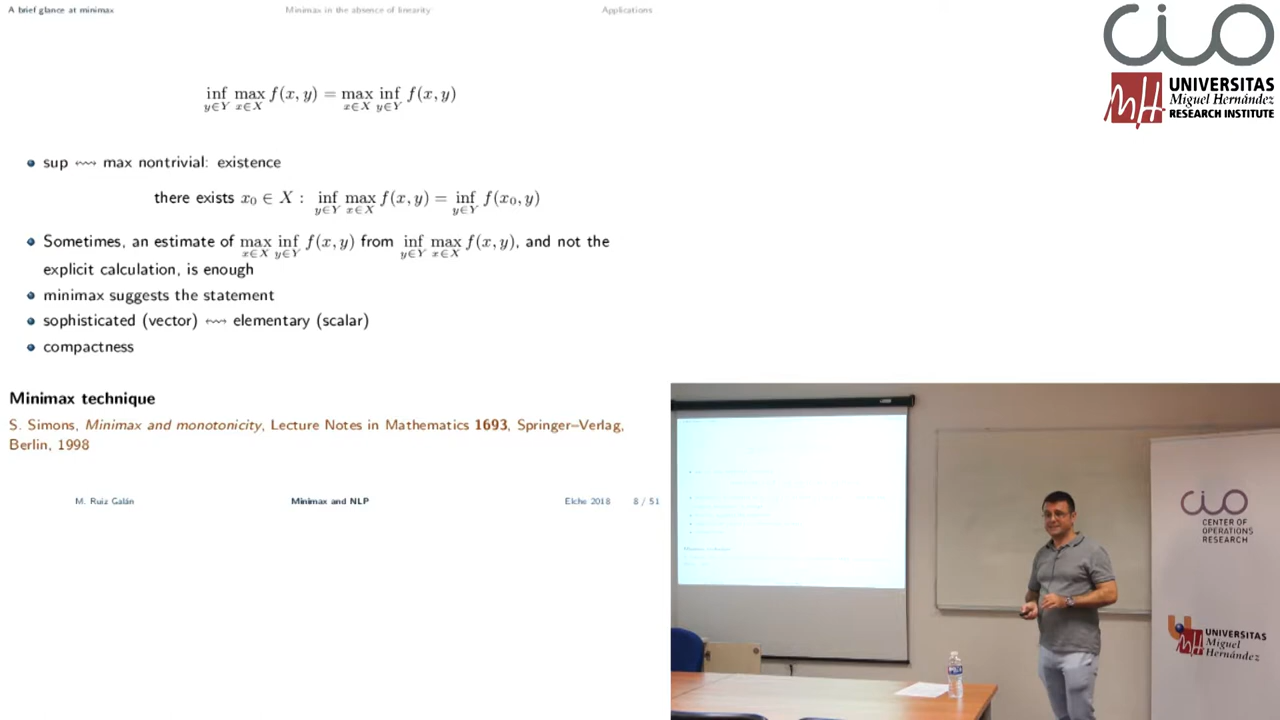 A brief glance at minimax Minimax in the absence of linearity Applications
inf max f(x, y) = max inf f(x, y)
y∈Y x∈X x∈X y∈Y
sup ↭ max nontrivial: existence
there exists x₀ ∈ X : inf max f(x, y) = inf f(x₀, y)
y∈Y x∈X y∈Y
Sometimes, an estimate of max inf f(x, y) from inf max f(x, y), and not the
x∈X y∈Y y∈Y x∈X
explicit calculation, is enough
minimax suggests the statement
sophisticated (vector) ↭ elementary (scalar)
compactness
Minimax technique
S. Simons, Minimax and monotonicity, Lecture Notes in Mathematics 1693, Springer–Verlag,
Berlin, 1998
M. Ruiz Galán Minimax and NLP Elche 2018 8 / 51
cio
UNIVERSITAS
Miguel Hernández
RESEARCH INSTITUTE
cio
CENTER OF
OPERATIONS
RESEARCH
UNIVERSITAS
Miguel
Hernández